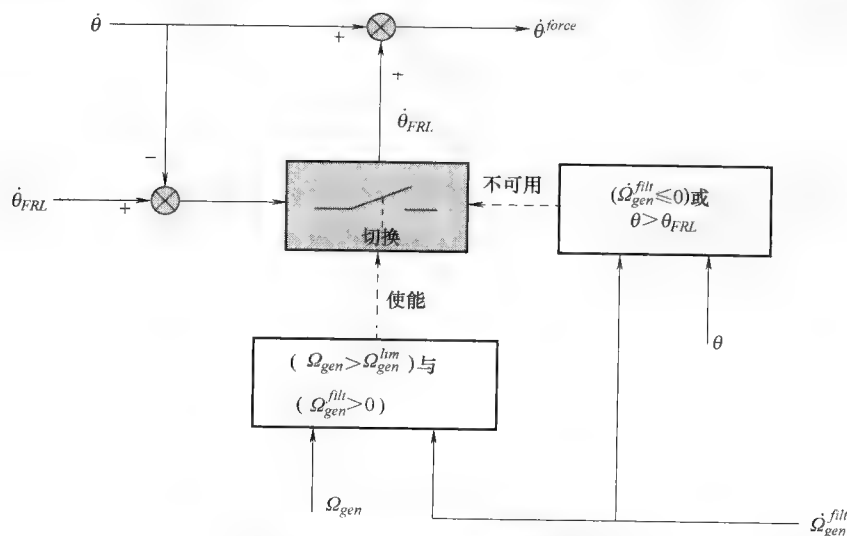 θ̇
+
θ̇^force
+
θ̇_FRL
−
θ̇_FRL
+
切换
不可用
(Ω̇_gen^filt≤0)或
θ>θ_FRL
使能
θ
( Ω_gen>Ω_gen^lim )与
( Ω_gen^filt>0 )
Ω_gen
Ω̇_gen^filt